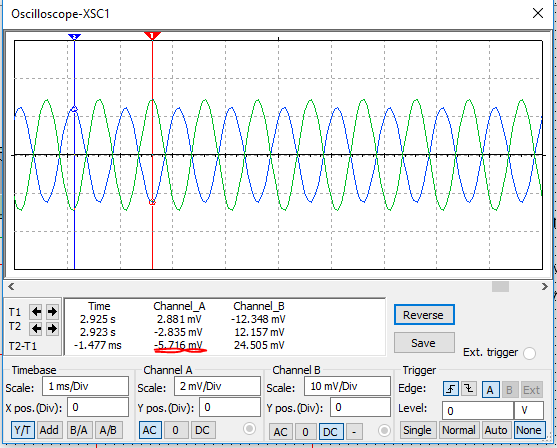 Oscilloscope-XSC1
1
Time Channel_A Channel_B
T1 2.925 s 2.881 mV -12.348 mV
T2 2.923 s -2.835 mV 12.157 mV
T2-T1 -1.477 ms -5.716 mV 24.505 mV
Reverse
Save
Ext. trigger
Timebase
Scale: 1 ms/Div
X pos.(Div): 0
Y/T Add B/A A/B
Channel A
Scale: 2 mV/Div
Y pos.(Div): 0
AC 0 DC
Channel B
Scale: 10 mV/Div
Y pos.(Div): 0
AC 0 DC -
Trigger
Edge: A B Ext
Level: 0 V
Single Normal Auto None